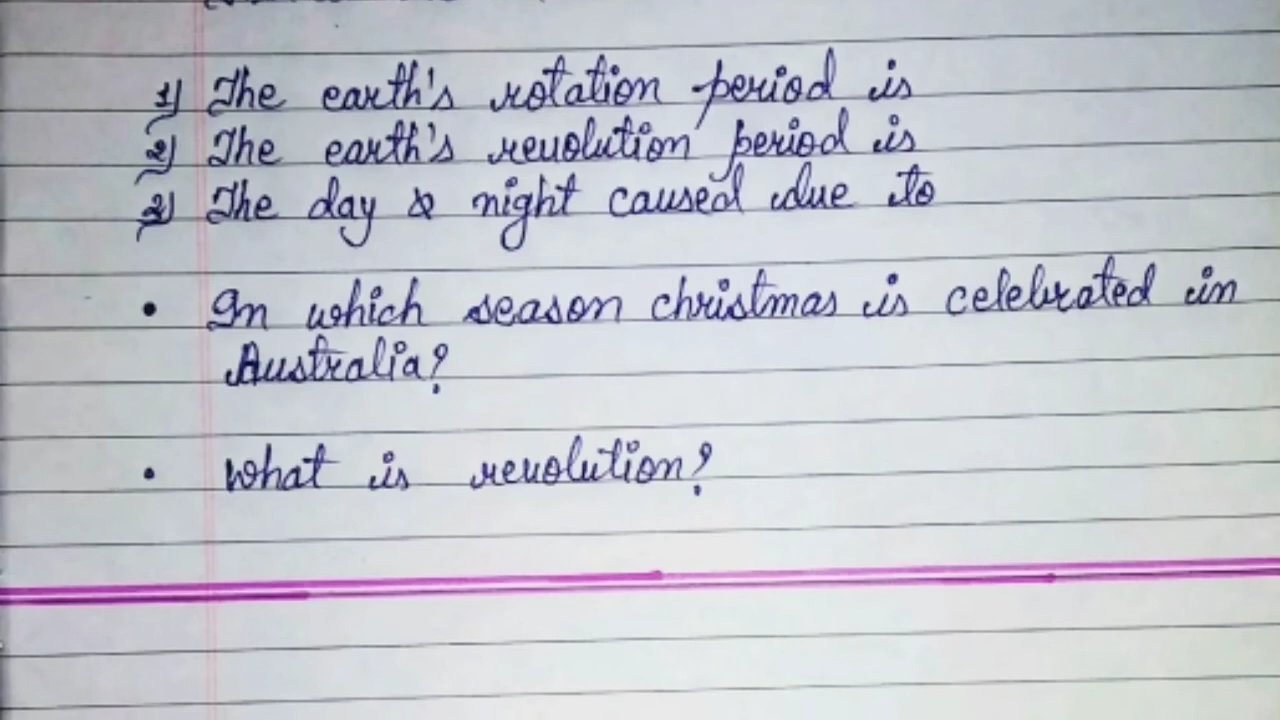 1) The earth's rotation period is
2) The earth's revolution period is
3) The day & night caused due to
• In which season christmas is celebrated in
Australia?
• What is revolution?